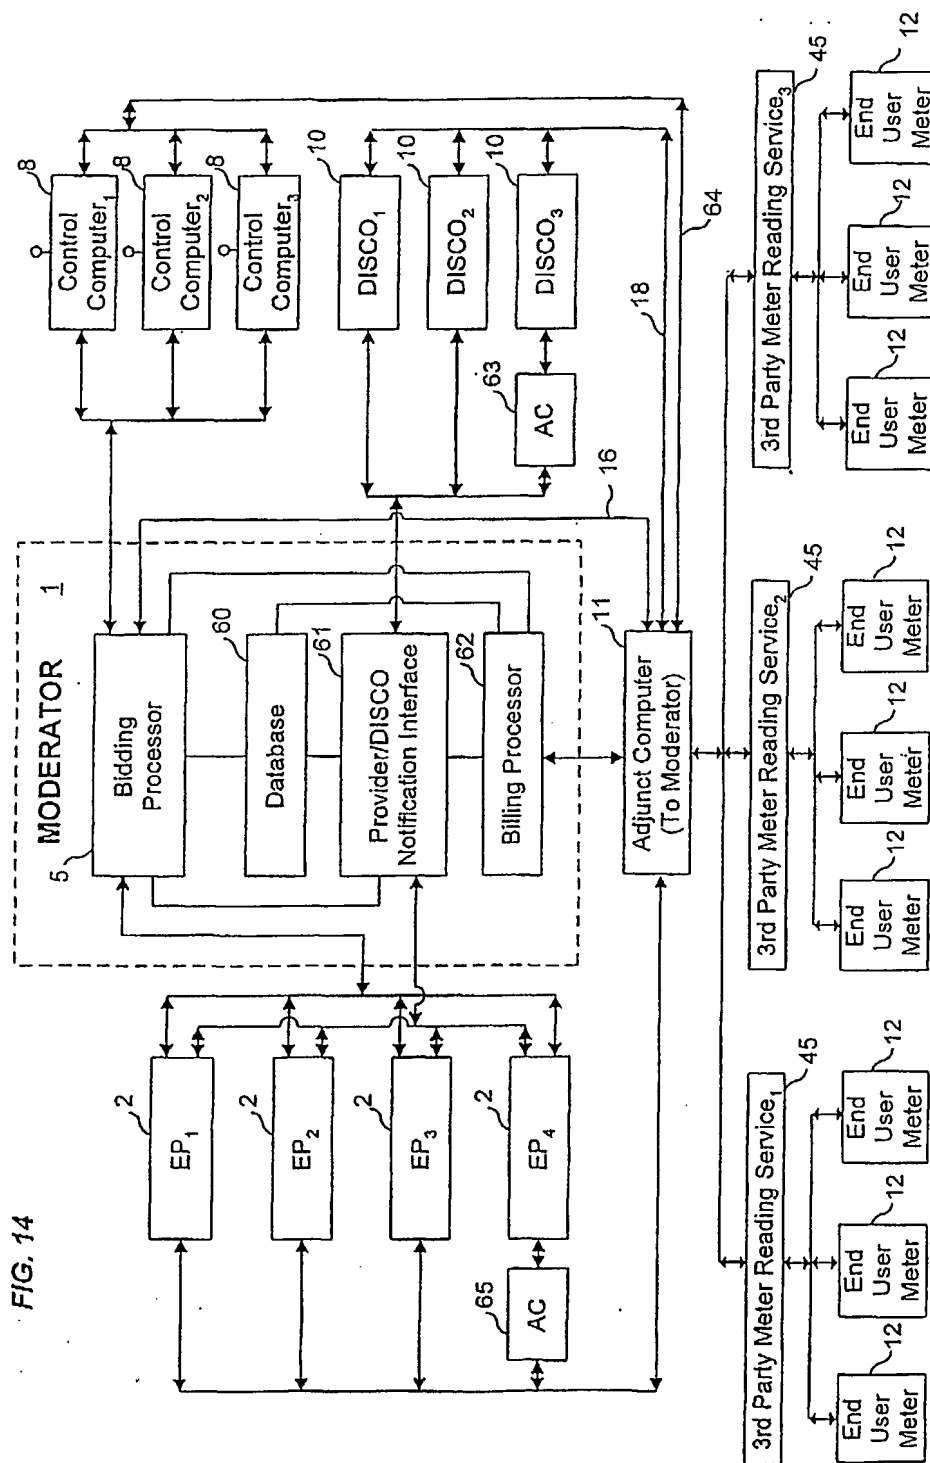 FIG. 14
MODERATOR
1
5
Bidding
Processor
60
Database
61
Provider/DISCO
Notification Interface
62
Billing Processor
2
EP1
2
EP2
2
EP3
2
EP4
65
AC
8
Control
Computer1
8
Control
Computer2
8
Control
Computer3
10
DISCO1
10
DISCO2
10
DISCO3
63
AC
16
18
64
11
Adjunct Computer
(To Moderator)
45
3rd Party Meter Reading Service1
12
End
User
Meter
12
End
User
Meter
12
End
User
Meter
45
3rd Party Meter Reading Service2
12
End
User
Meter
12
End
User
Meter
12
End
User
Meter
45
3rd Party Meter Reading Service3
12
End
User
Meter
12
End
User
Meter
12
End
User
Meter